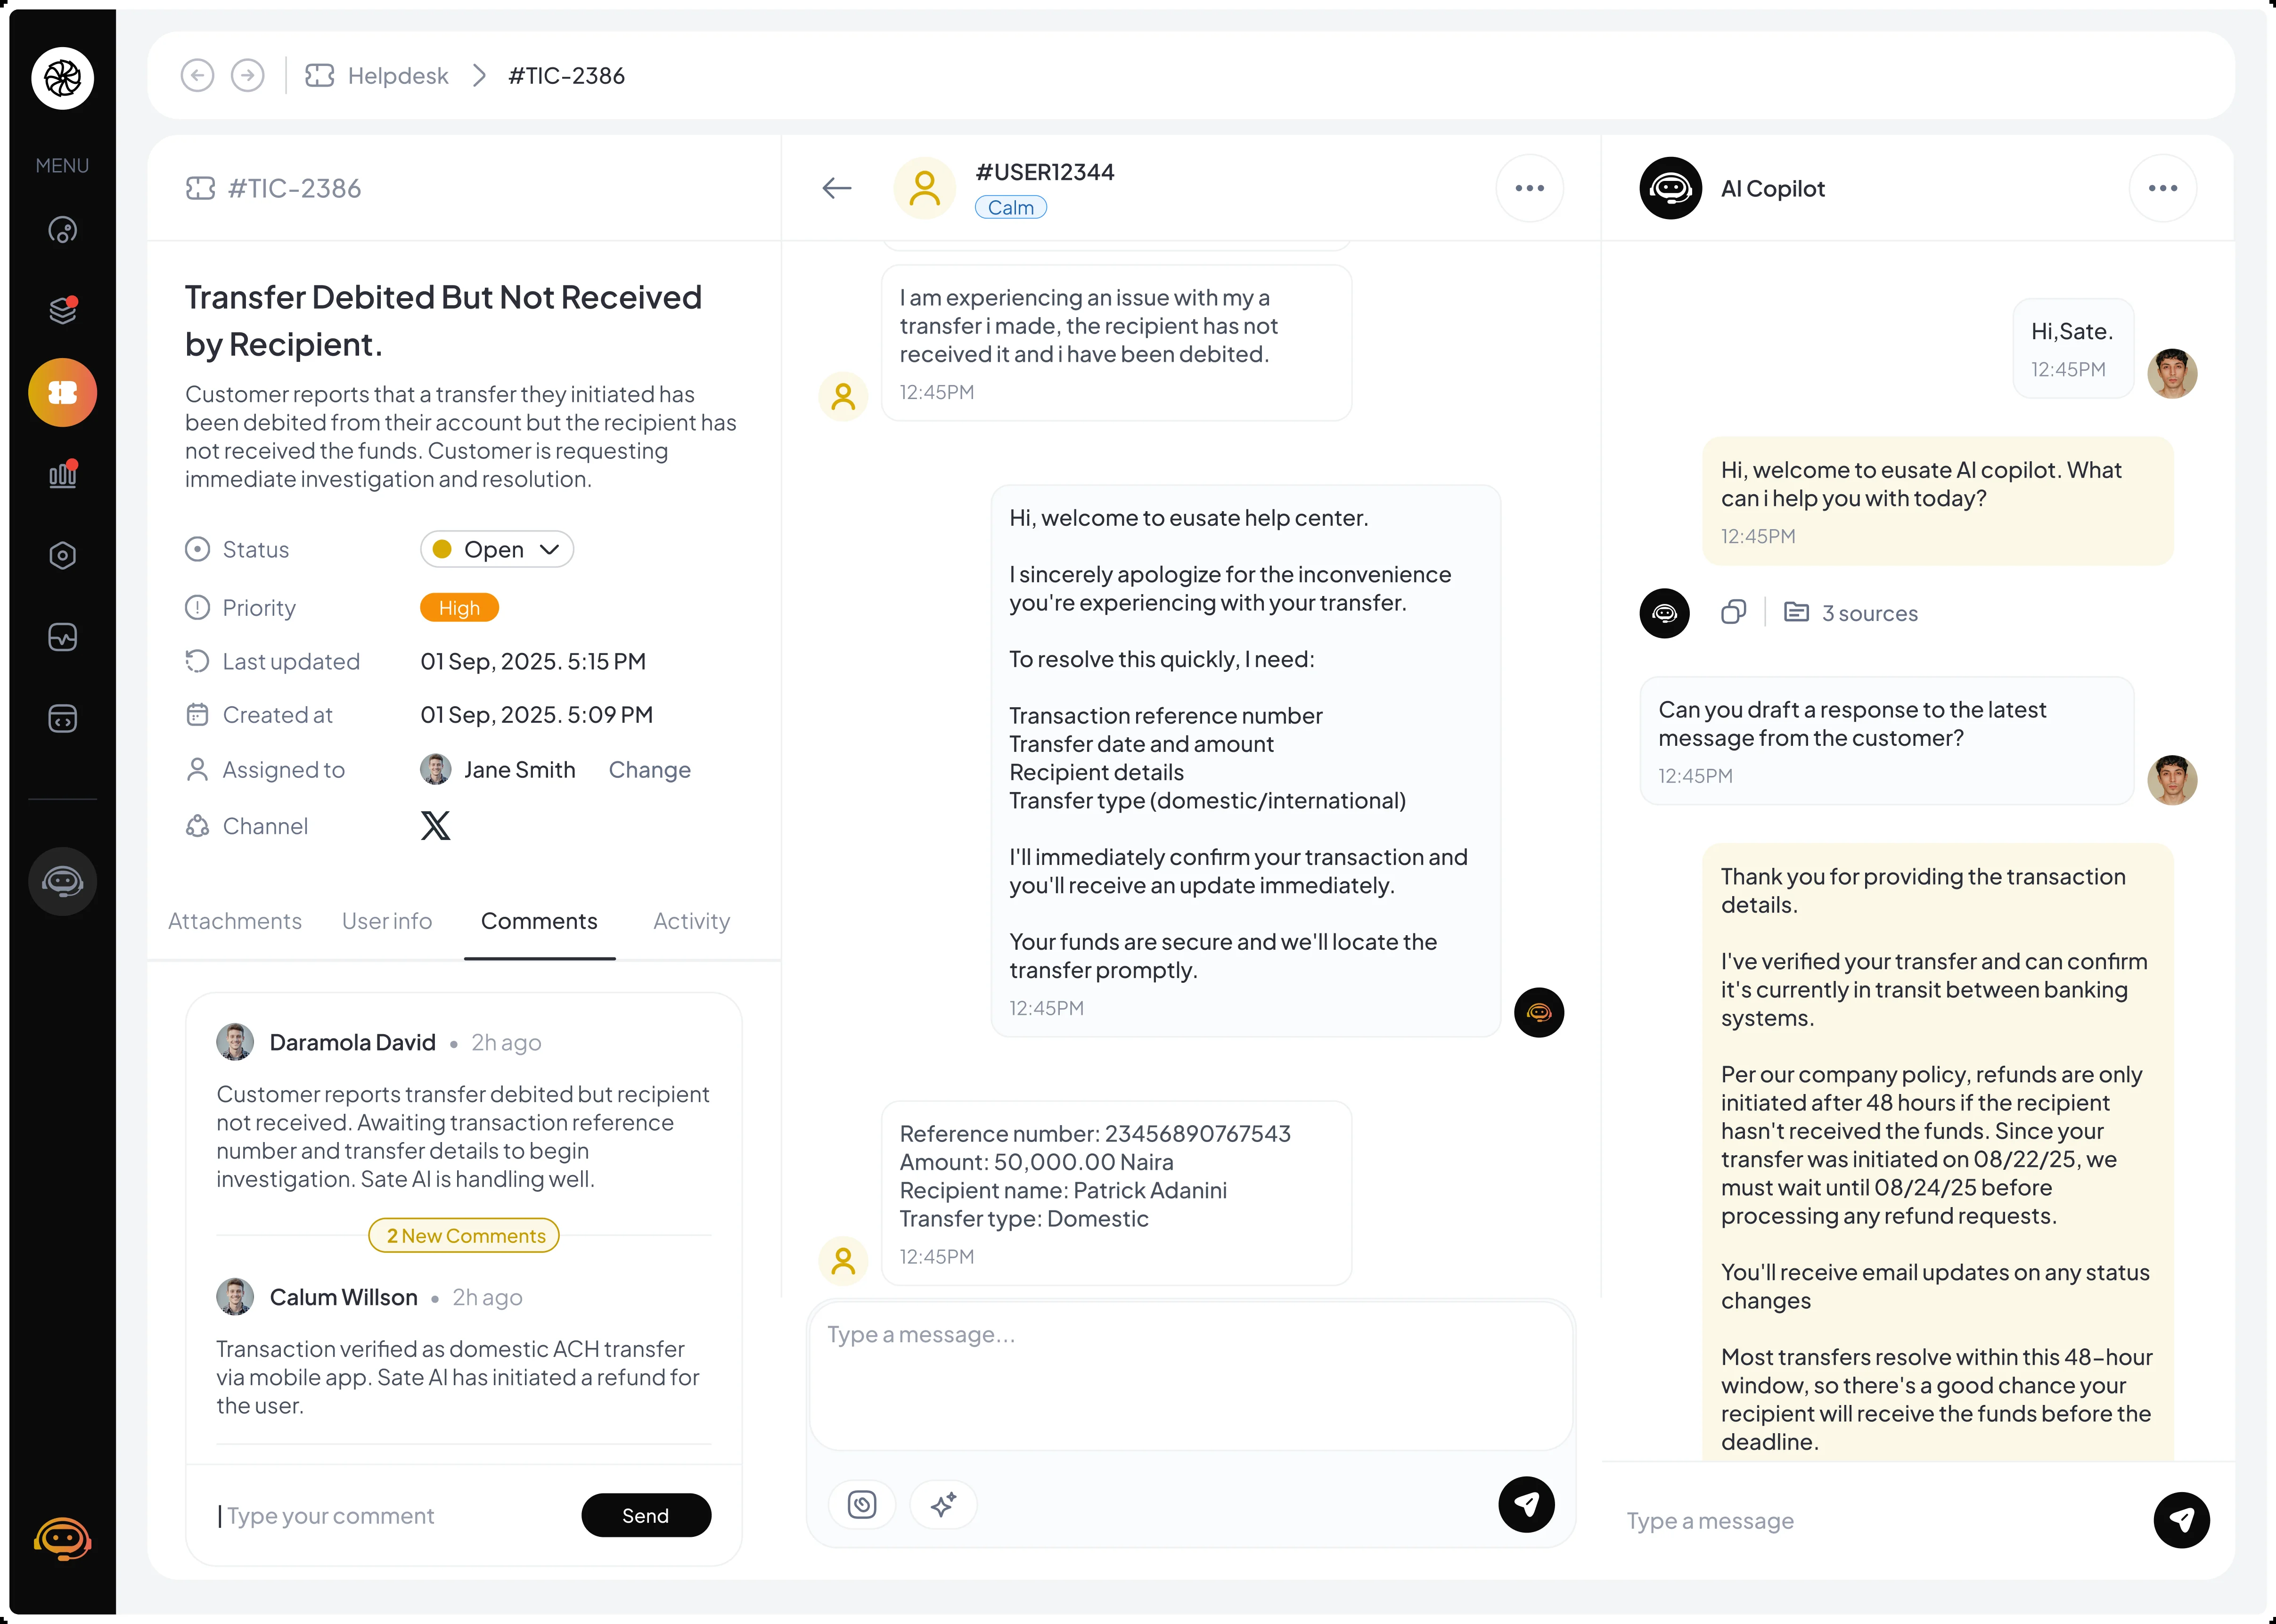 MENU
Helpdesk
#TIC-2386
#TIC-2386
Transfer Debited But Not Received
by Recipient.
Customer reports that a transfer they initiated has
been debited from their account but the recipient has
not received the funds. Customer is requesting
immediate investigation and resolution.
Status
Open
Priority
High
Last updated
01 Sep, 2025. 5:15 PM
Created at
01 Sep, 2025. 5:09 PM
Assigned to
Jane Smith
Change
Channel
Attachments
User info
Comments
Activity
Daramola David • 2h ago
Customer reports transfer debited but recipient
not received. Awaiting transaction reference
number and transfer details to begin
investigation. Sate AI is handling well.
2 New Comments
Calum Willson • 2h ago
Transaction verified as domestic ACH transfer
via mobile app. Sate AI has initiated a refund for
the user.
Type your comment
Send
#USER12344
Calm
I am experiencing an issue with my a
transfer i made, the recipient has not
received it and i have been debited.
12:45PM
Hi, welcome to eusate help center.
I sincerely apologize for the inconvenience
you're experiencing with your transfer.
To resolve this quickly, I need:
Transaction reference number
Transfer date and amount
Recipient details
Transfer type (domestic/international)
I'll immediately confirm your transaction and
you'll receive an update immediately.
Your funds are secure and we'll locate the
transfer promptly.
12:45PM
Reference number: 23456890767543
Amount: 50,000.00 Naira
Recipient name: Patrick Adanini
Transfer type: Domestic
12:45PM
Type a message...
AI Copilot
Hi,Sate.
12:45PM
Hi, welcome to eusate AI copilot. What
can i help you with today?
12:45PM
3 sources
Can you draft a response to the latest
message from the customer?
12:45PM
Thank you for providing the transaction
details.
I've verified your transfer and can confirm
it's currently in transit between banking
systems.
Per our company policy, refunds are only
initiated after 48 hours if the recipient
hasn't received the funds. Since your
transfer was initiated on 08/22/25, we
must wait until 08/24/25 before
processing any refund requests.
You'll receive email updates on any status
changes
Most transfers resolve within this 48-hour
window, so there's a good chance your
recipient will receive the funds before the
deadline.
Type a message